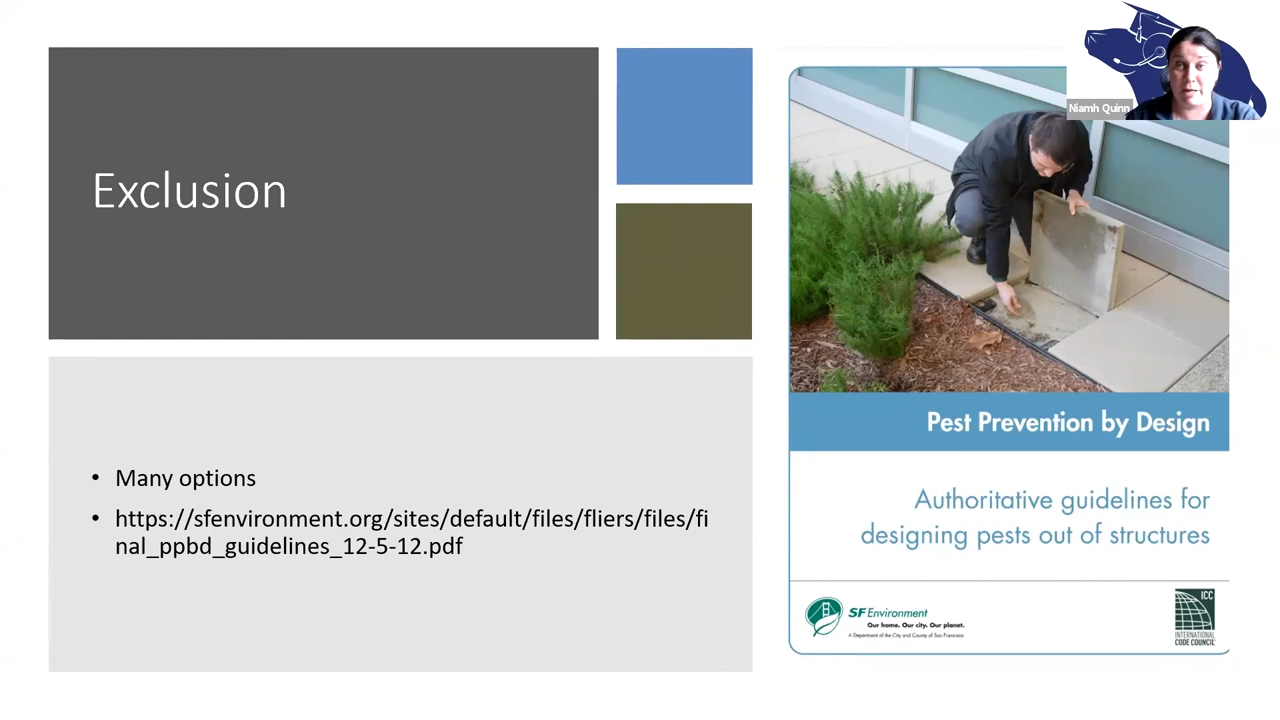 Niamh Quinn
Exclusion
• Many options
• https://sfenvironment.org/sites/default/files/fliers/files/fi
nal_ppbd_guidelines_12-5-12.pdf
Pest Prevention by Design
Authoritative guidelines for
designing pests out of structures
SF Environment
Our home. Our city. Our planet.
A Department of the City and County of San Francisco
ICC
INTERNATIONAL
CODE COUNCIL